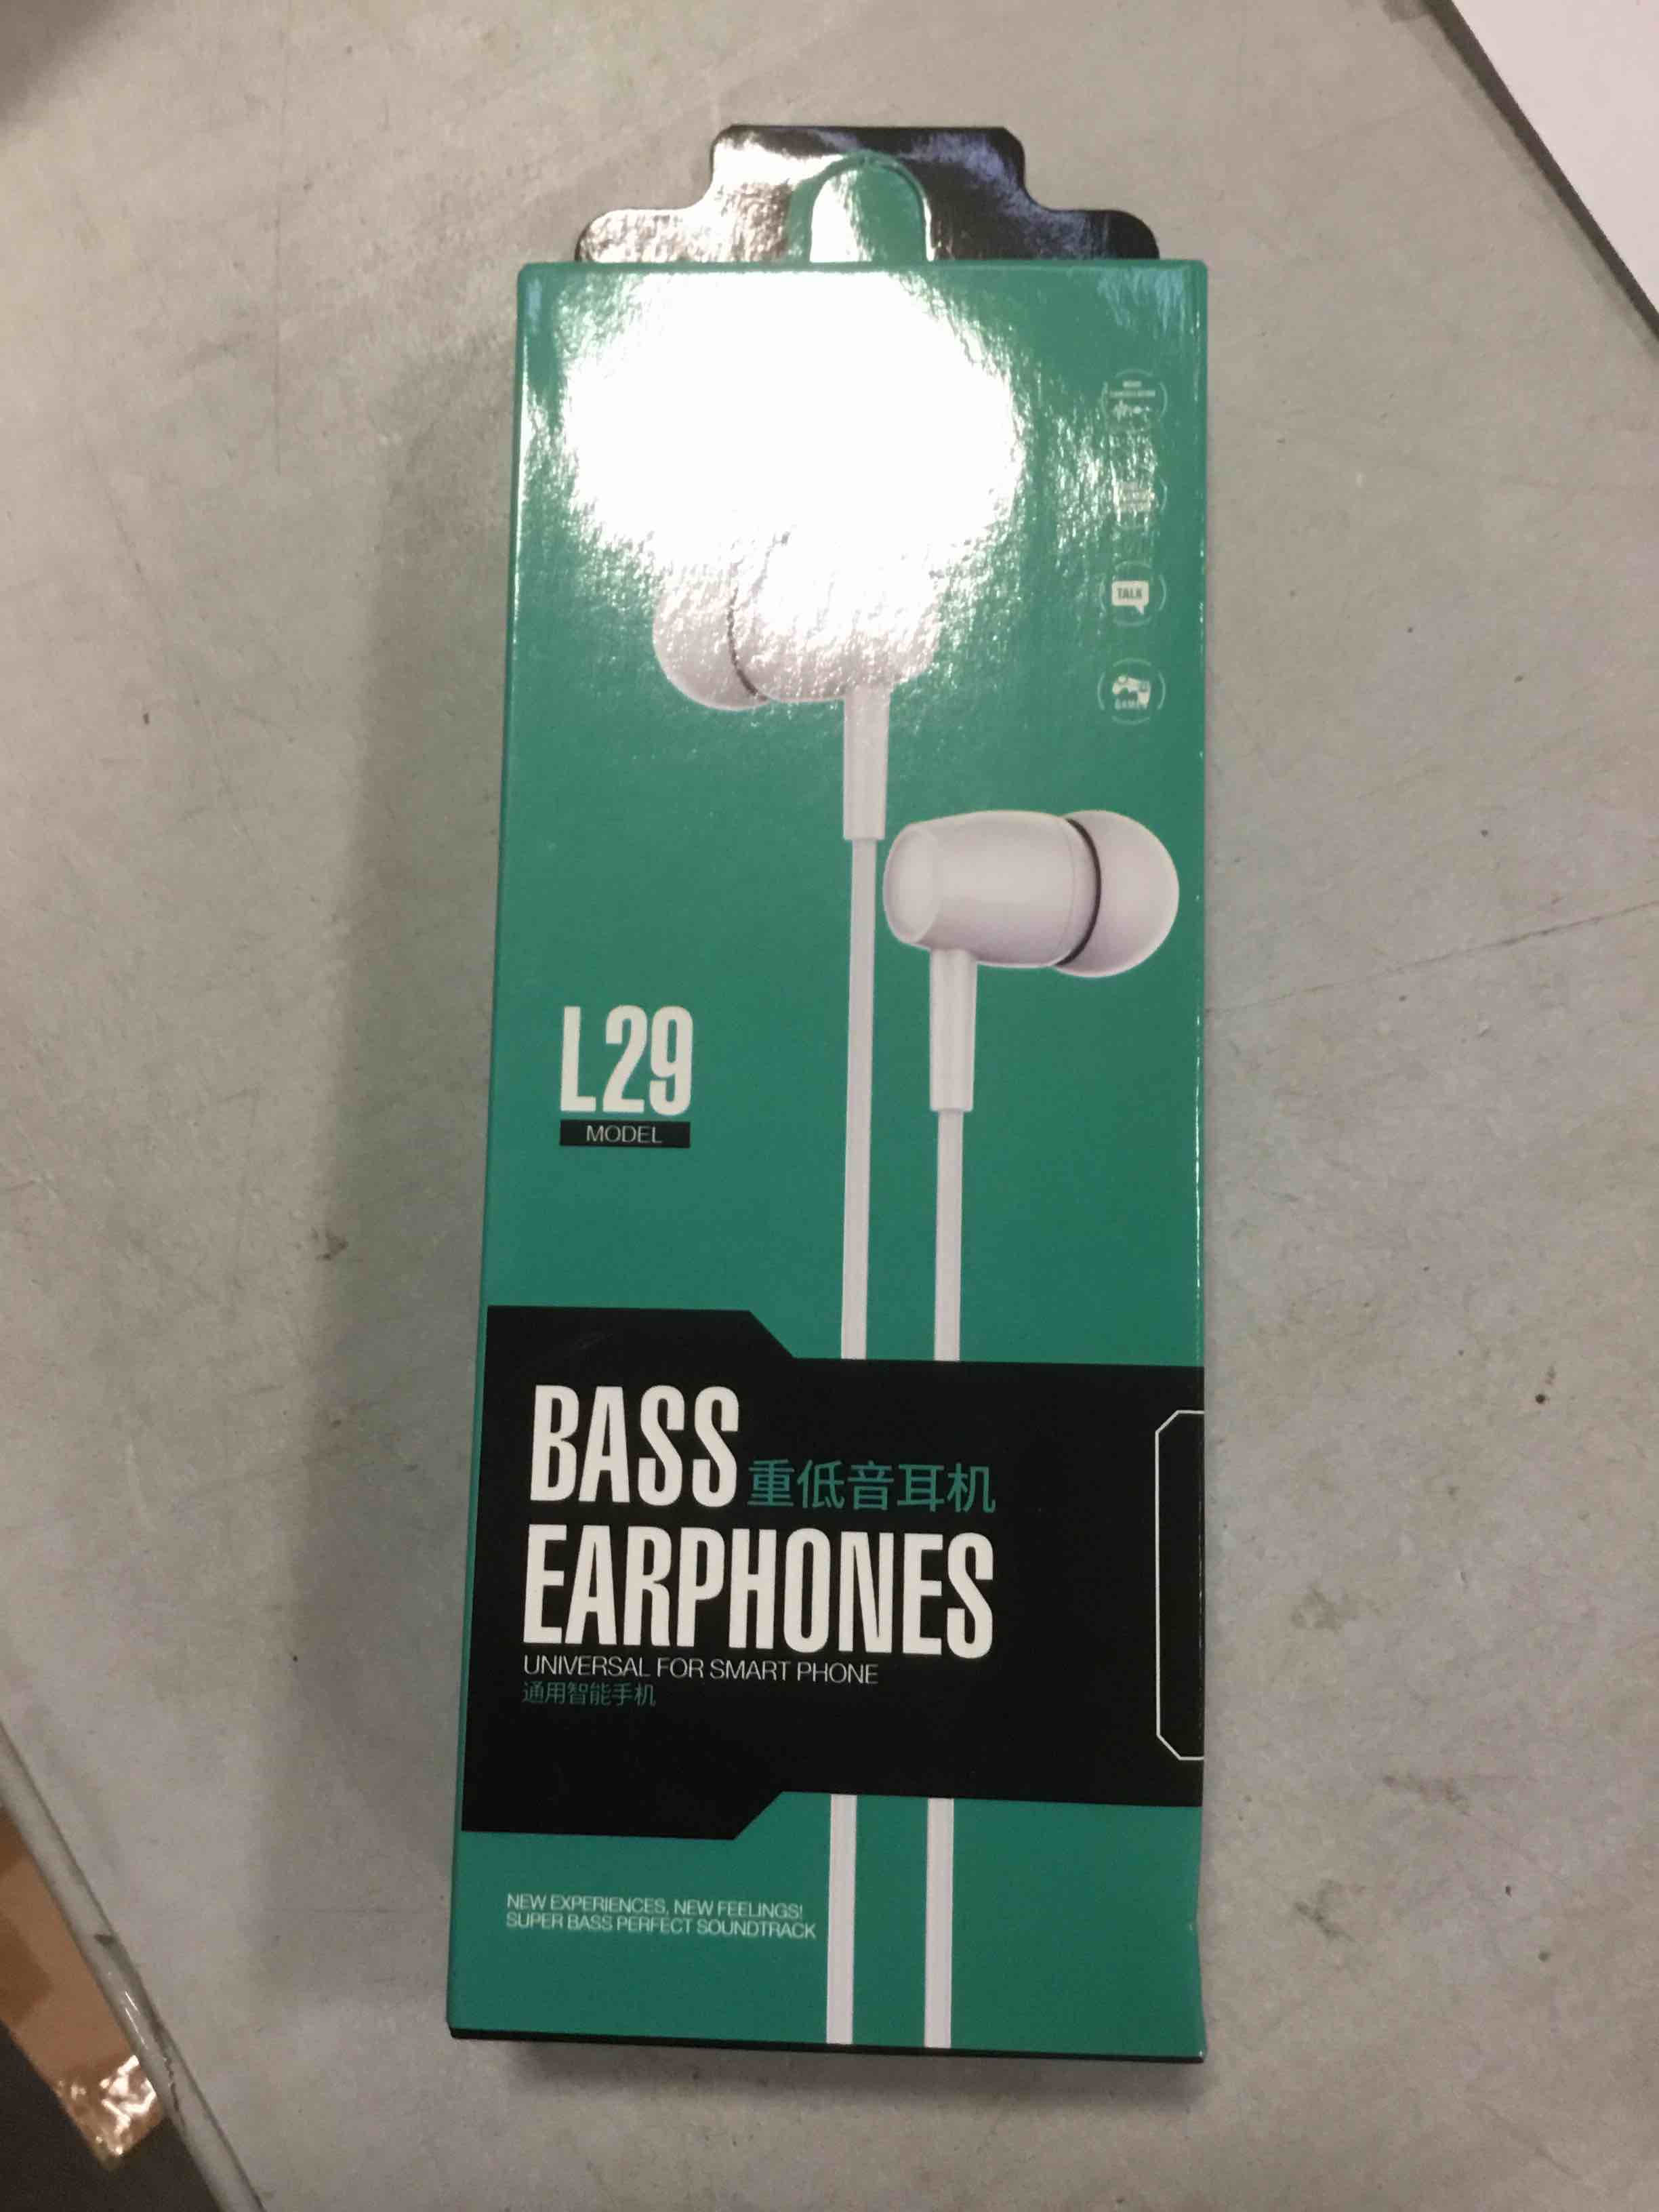 TALK
GAME
L29
MODEL
BASS 重低音耳机
EARPHONES
UNIVERSAL FOR SMART PHONE
通用智能手机
NEW EXPERIENCES, NEW FEELINGS!
SUPER BASS PERFECT SOUNDTRACK